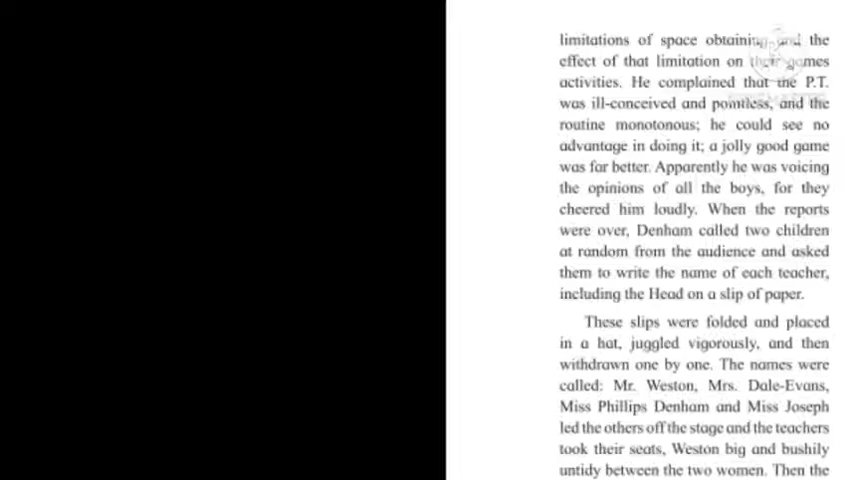 limitations of space obtaining and the
effect of that limitation on their games
activities. He complained that the P.T.
was ill-conceived and pointless, and the
routine monotonous; he could see no
advantage in doing it; a jolly good game
was far better. Apparently he was voicing
the opinions of all the boys, for they
cheered him loudly. When the reports
were over, Denham called two children
at random from the audience and asked
them to write the name of each teacher,
including the Head on a slip of paper.
These slips were folded and placed
in a hat, juggled vigorously, and then
withdrawn one by one. The names were
called: Mr. Weston, Mrs. Dale-Evans,
Miss Phillips Denham and Miss Joseph
led the others off the stage and the teachers
took their seats, Weston big and bushily
untidy between the two women. Then the